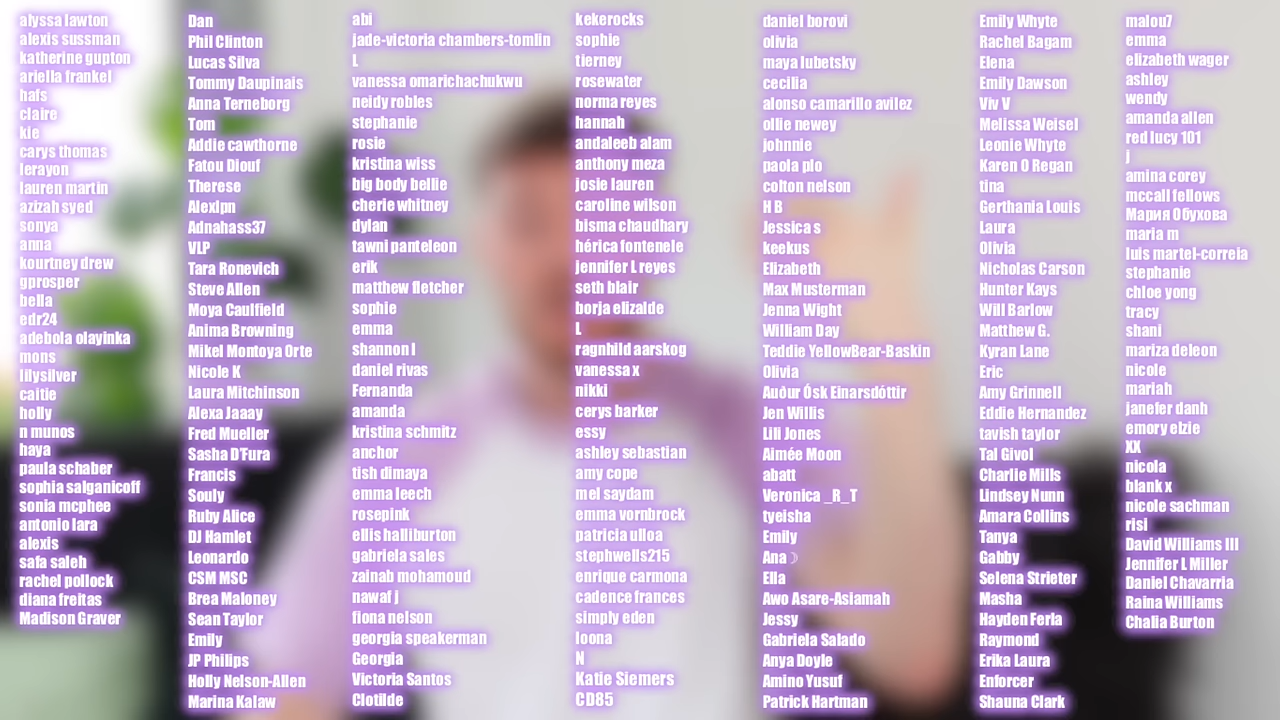 alyssa lawton
alexis sussman
katherine gupton
ariella frankel
hafs
claire
kie
carys thomas
lerayon
lauren martin
azizah syed
sonya
anna
kourtney drew
gprosper
bella
edr24
adebola olayinka
mons
lilysilver
caitie
holly
n munos
haya
paula schaber
sophia salganicoff
sonia mcphee
antonio lara
alexis
safa saleh
rachel pollock
diana freitas
Madison Graver
Dan
Phil Clinton
Lucas Silva
Tommy Daupinais
Anna Terneborg
Tom
Addie cawthorne
Fatou Diouf
Therese
Alexlpn
Adnahass37
VLP
Tara Ronevich
Steve Allen
Moya Caulfield
Anima Browning
Mikel Montoya Orte
Nicole K
Laura Mitchinson
Alexa Jaaay
Fred Mueller
Sasha D'Fura
Francis
Souly
Ruby Alice
DJ Hamlet
Leonardo
CSM MSC
Brea Maloney
Sean Taylor
Emily
JP Philips
Holly Nelson-Allen
Marina Kalaw
abi
jade-victoria chambers-tomlin
L
vanessa omarichachukwu
neidy robles
stephanie
rosie
kristina wiss
big body bellie
cherie whitney
dylan
tawni panteleon
erik
matthew fletcher
sophie
emma
shannon l
daniel rivas
Fernanda
amanda
kristina schmitz
anchor
tish dimaya
emma leech
rosepink
ellis halliburton
gabriela sales
zainab mohamoud
nawaf j
fiona nelson
georgia speakerman
Georgia
Victoria Santos
Clotilde
kekerocks
sophie
tierney
rosewater
norma reyes
hannah
andaleeb alam
anthony meza
josie lauren
caroline wilson
bisma chaudhary
hérica fontenele
jennifer L reyes
seth blair
borja elizalde
L
ragnhild aarskog
vanessa x
nikki
cerys barker
essy
ashley sebastian
amy cope
mel saydam
emma vornbrock
patricia ulloa
stephwells215
enrique carmona
cadence frances
simply eden
loona
N
Katie Siemers
CD85
daniel borovi
olivia
maya lubetsky
cecilia
alonso camarillo avilez
ollie newey
johnnie
paola plo
colton nelson
H B
Jessica s
keekus
Elizabeth
Max Musterman
Jenna Wight
William Day
Teddie YellowBear-Baskin
Olivia
Auður Ósk Einarsdóttir
Jen Willis
Lili Jones
Aimée Moon
abatt
Veronica _R_T
tyeisha
Emily
Ana☽
Ella
Awo Asare-Asiamah
Jessy
Gabriela Salado
Anya Doyle
Amino Yusuf
Patrick Hartman
Emily Whyte
Rachel Bagam
Elena
Emily Dawson
Viv V
Melissa Weisel
Leonie Whyte
Karen O Regan
tina
Gerthania Louis
Laura
Olivia
Nicholas Carson
Hunter Kays
Will Barlow
Matthew G.
Kyran Lane
Eric
Amy Grinnell
Eddie Hernandez
tavish taylor
Tal Givol
Charlie Mills
Lindsey Nunn
Amara Collins
Tanya
Gabby
Selena Strieter
Masha
Hayden Feria
Raymond
Erika Laura
Enforcer
Shauna Clark
malou7
emma
elizabeth wager
ashley
wendy
amanda allen
red lucy 101
j
amina corey
mccall fellows
Мария Обухова
maria m
luis martel-correia
stephanie
chloe yong
tracy
shani
mariza deleon
nicole
mariah
janefer danh
emory elzie
XX
nicola
blank x
nicole sachman
risi
David Williams III
Jennifer L Miller
Daniel Chavarria
Raina Williams
Chalia Burton